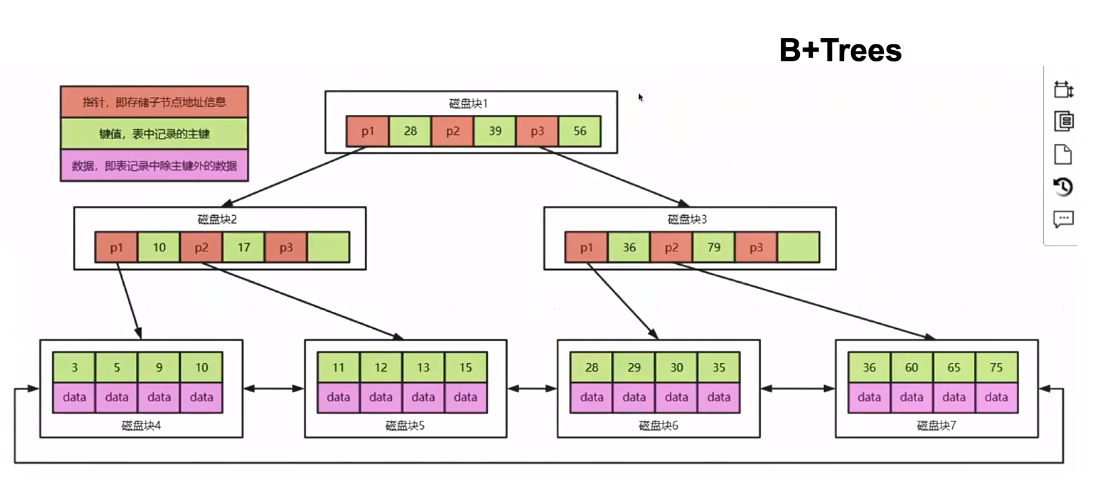 B+Trees
指针，即存储子节点地址信息
键值，表中记录的主键
数据，即表记录中除主键外的数据
磁盘块1
p1 28 p2 39 p3 56
磁盘块2
p1 10 p2 17 p3
磁盘块3
p1 36 p2 79 p3
3 5 9 10
data data data data
磁盘块4
11 12 13 15
data data data data
磁盘块5
28 29 30 35
data data data data
磁盘块6
36 60 65 75
data data data data
磁盘块7